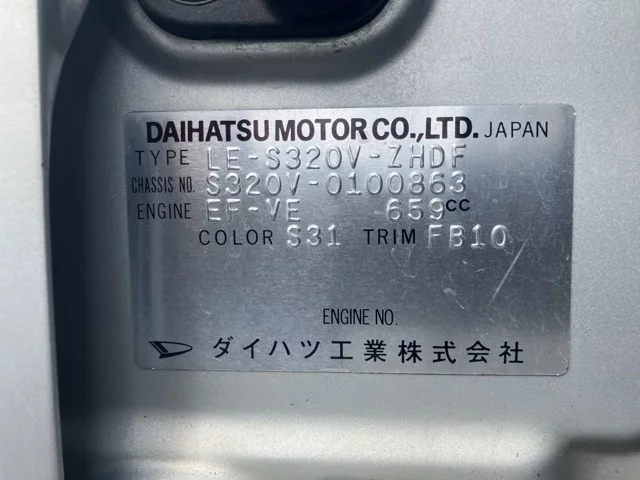 DAIHATSU MOTOR CO.,LTD. JAPAN
TYPE LE-S320V-ZHDF
CHASSIS NO. S320V-0100863
ENGINE EF-VE 659cc
COLOR S31 TRIM FB10
ENGINE NO.
ダイハツ工業株式会社